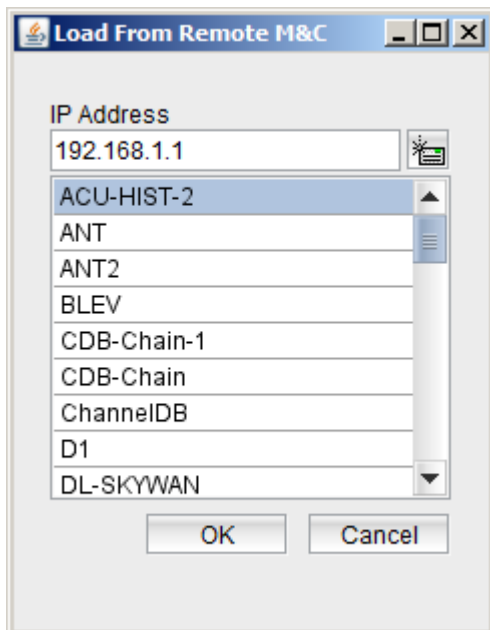 Load From Remote M&C
IP Address
192.168.1.1
ACU-HIST-2
ANT
ANT2
BLEV
CDB-Chain-1
CDB-Chain
ChannelDB
D1
DL-SKYWAN
OK Cancel